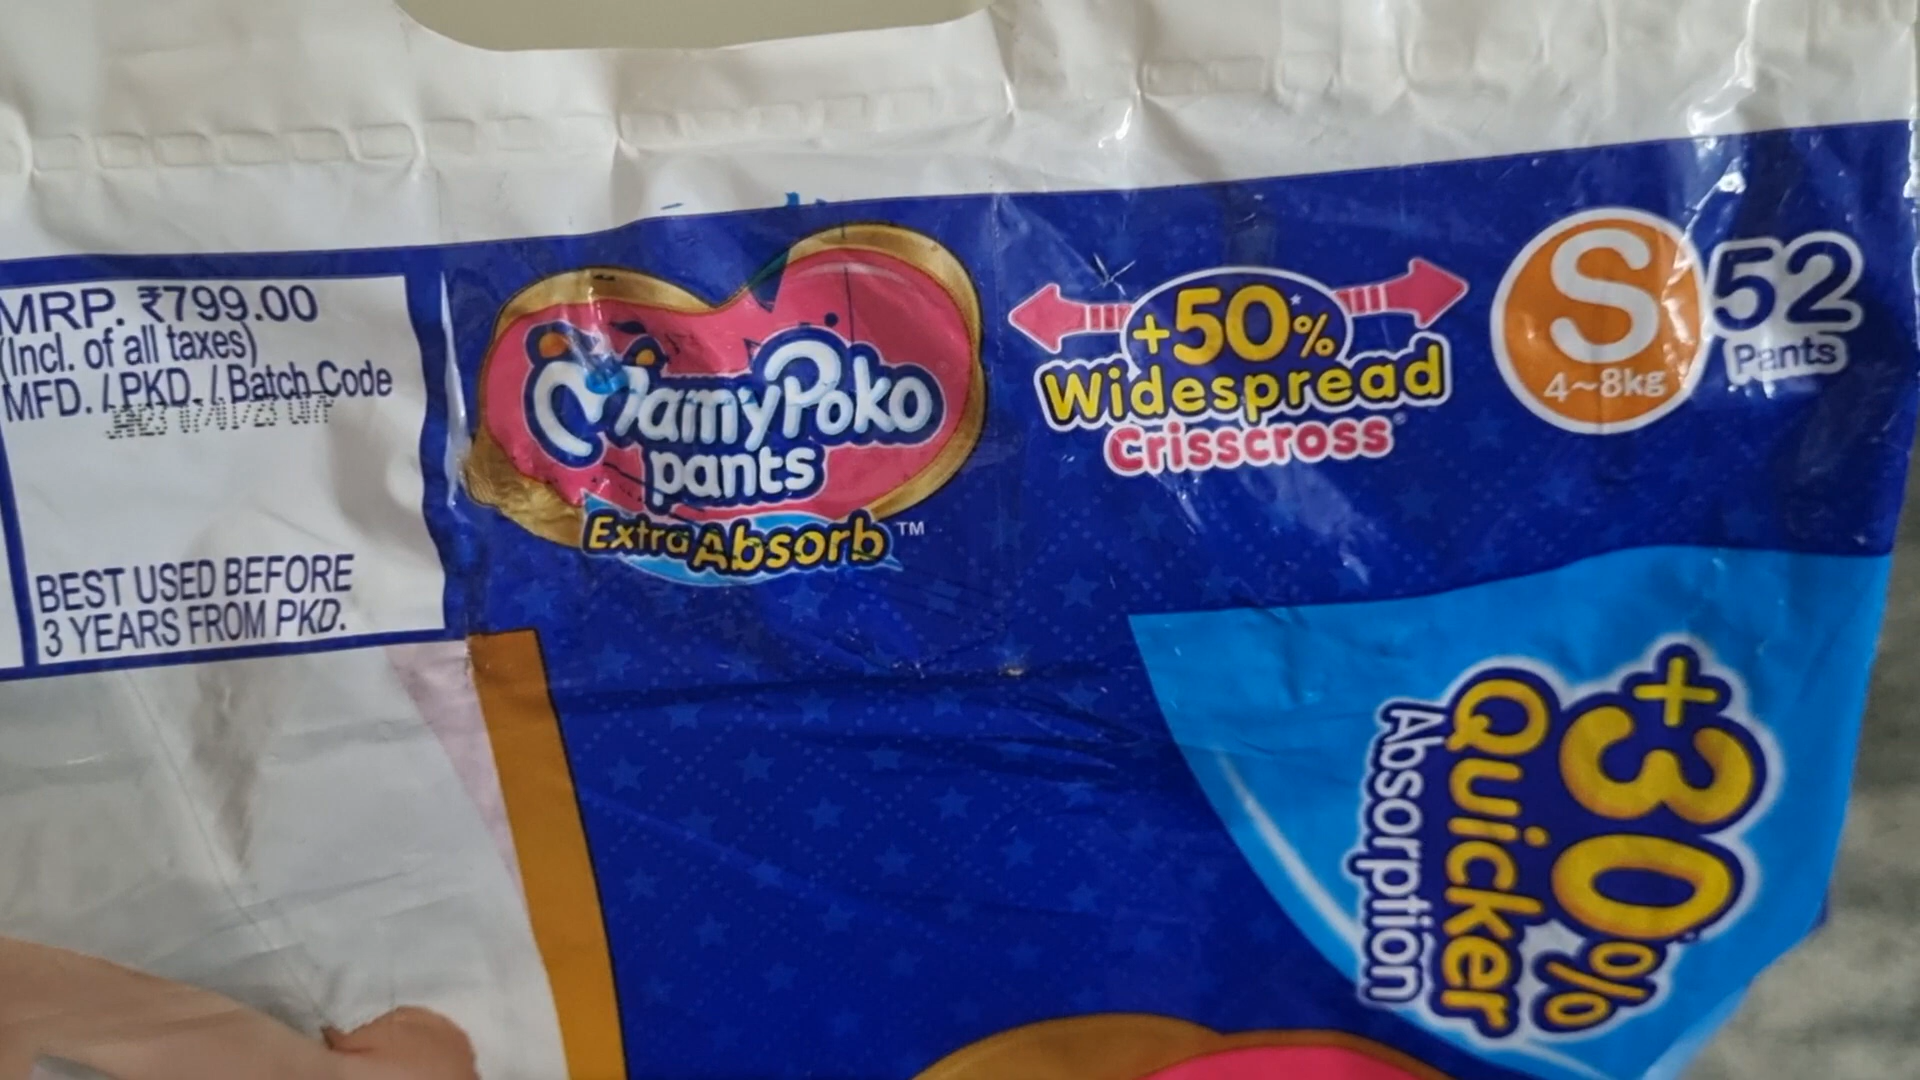 MRP. ₹799.00
(Incl. of all taxes)
MFD. / PKD. / Batch Code
BEST USED BEFORE
3 YEARS FROM PKD.
MamyPoko
pants
Extra Absorb™
+50*%
Widespread
Crisscross®
S
4~8kg
52
Pants
+30%*
Quicker
Absorption